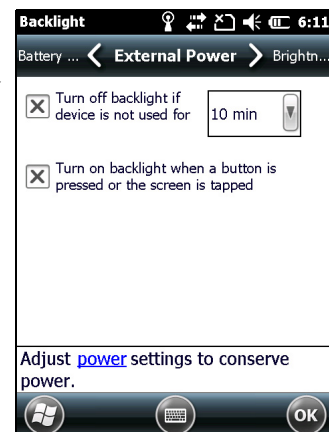 Backlight 6:11
Battery ... External Power Brightn...
Turn off backlight if
device is not used for
10 min
Turn on backlight when a button is
pressed or the screen is tapped
Adjust power settings to conserve
power.
OK